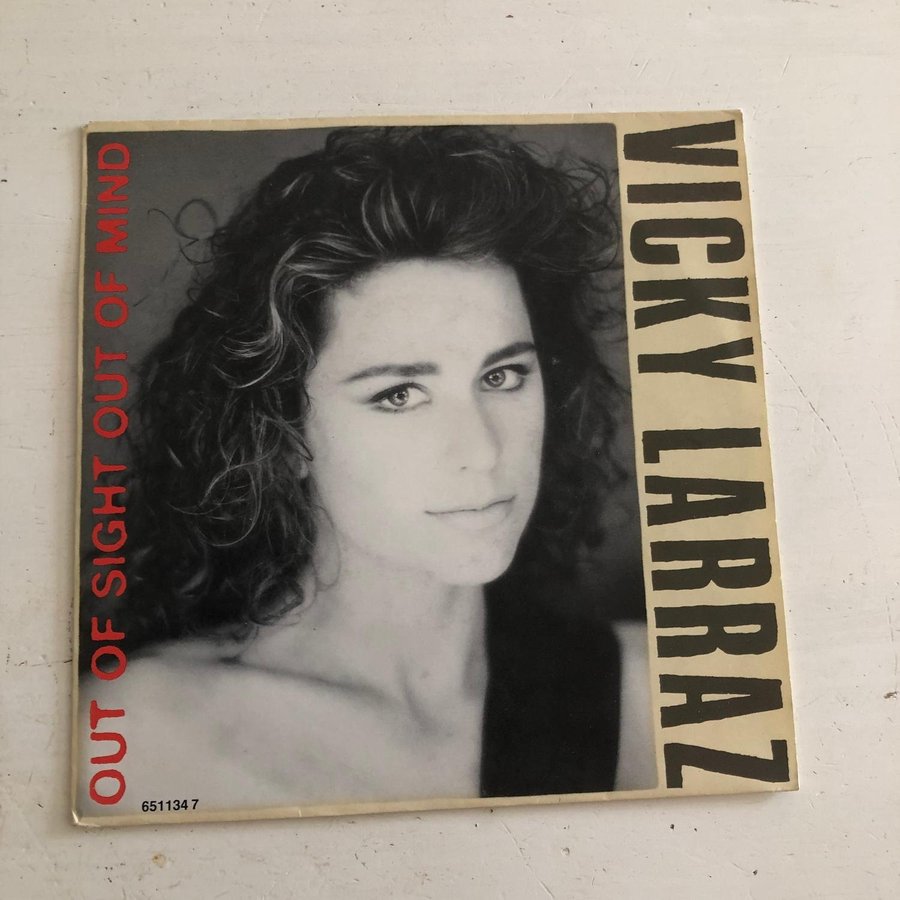 OUT OF SIGHT OUT OF MIND
VICKY LARRAZ
651134 7